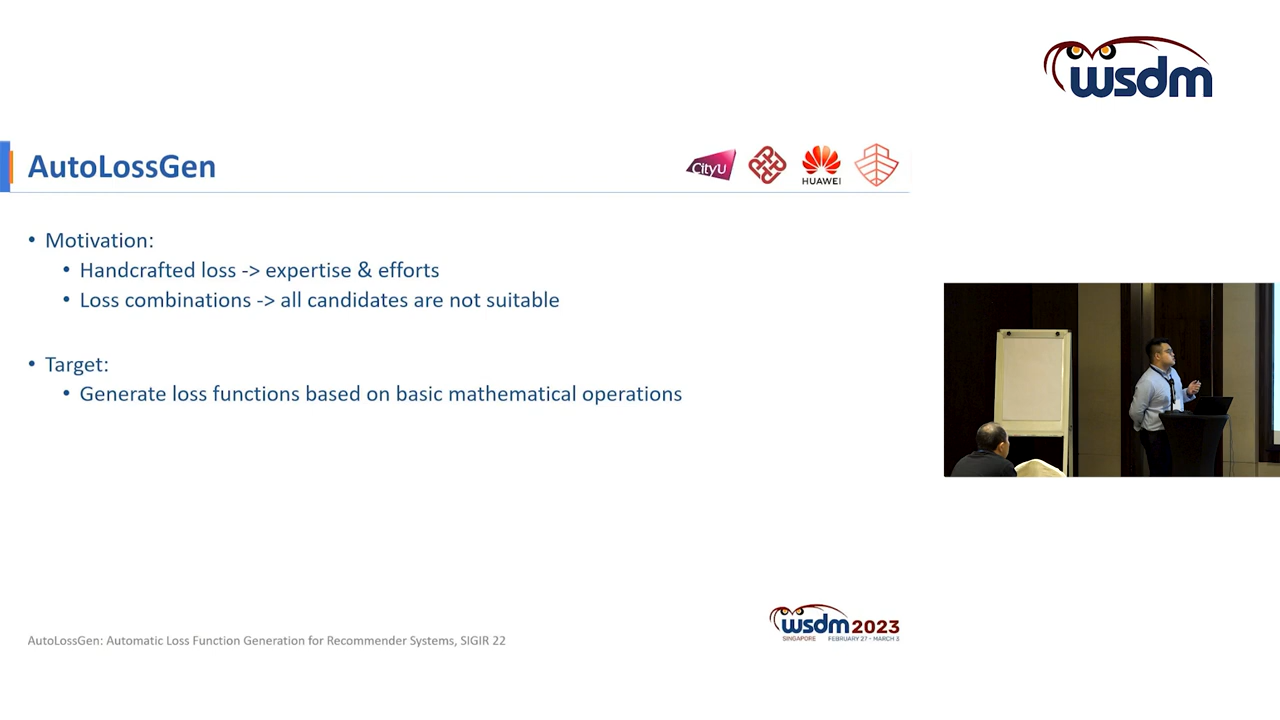 wsdm
AutoLossGen
CityU
HUAWEI
• Motivation:
• Handcrafted loss -> expertise & efforts
• Loss combinations -> all candidates are not suitable
• Target:
• Generate loss functions based on basic mathematical operations
wsdm2023
SINGAPORE FEBRUARY 27 - MARCH 3
AutoLossGen: Automatic Loss Function Generation for Recommender Systems, SIGIR 22